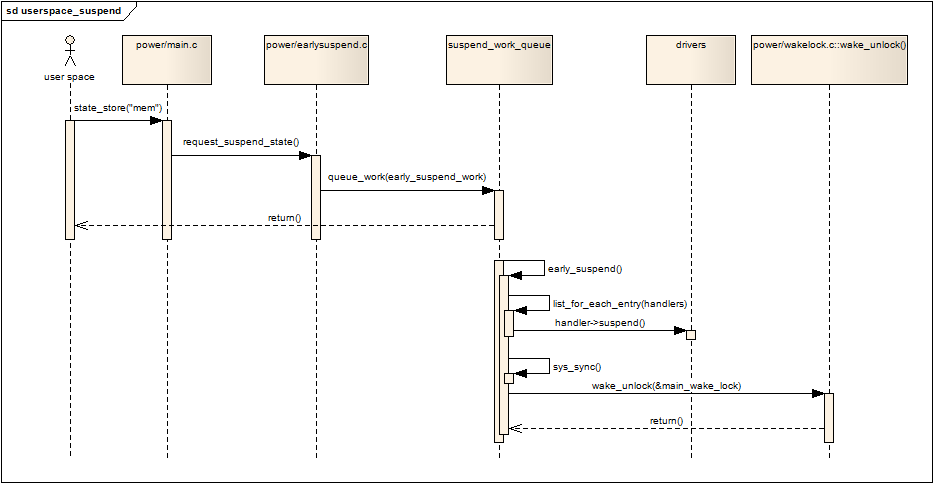 sd userspace_suspend
power/main.c
power/earlysuspend.c
suspend_work_queue
drivers
power/wakelock.c::wake_unlock()
user space
state_store("mem")
request_suspend_state()
queue_work(early_suspend_work)
return()
early_suspend()
list_for_each_entry(handlers)
handler->suspend()
sys_sync()
wake_unlock(&main_wake_lock)
return()